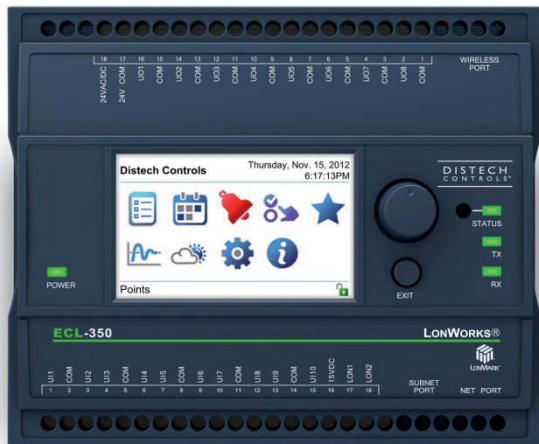 18 17 16 15 14 13 12 11 10 9 8 7 6 5 4 3 2 1
24VAC/DC 24V COM UO1 COM UO2 COM UO3 COM UO4 COM UO5 COM UO6 COM UO7 COM UO8 COM
WIRELESS
PORT
Distech Controls
Thursday, Nov. 15, 2012
6:17:13PM
Points
DISTECH
CONTROLS™
STATUS
TX
RX
EXIT
POWER
ECL-350
LONWORKS®
LONMARK
UI1 COM UI2 UI3 COM UI4 UI5 COM UI6 UI7 COM UI8 UI9 COM UI10 15VDC LON1 LON2
1 2 3 4 5 6 7 8 9 10 11 12 13 14 15 16 17 18
SUBNET
PORT
NET PORT